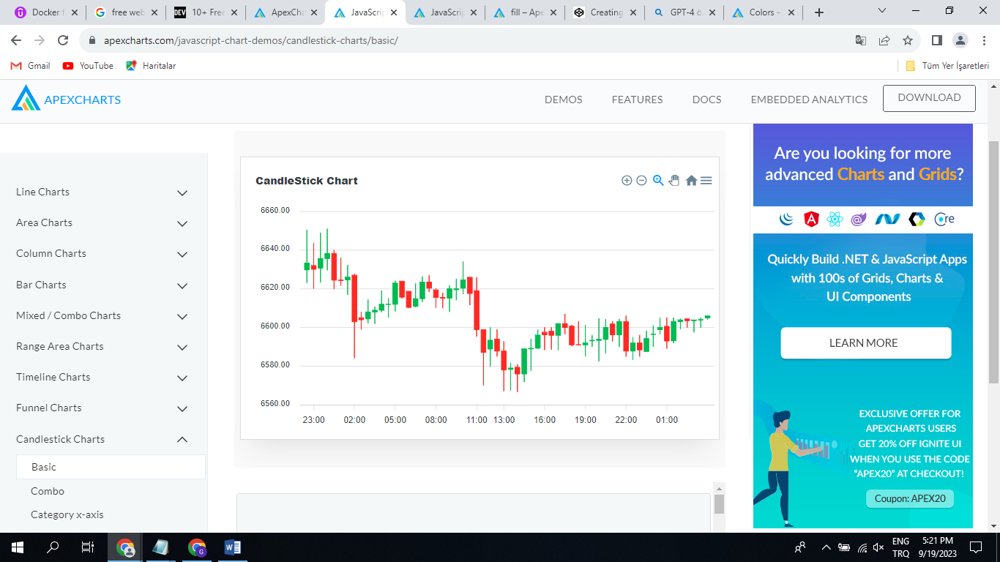 Docker f
free web
DEV
10+ Free
ApexCha
JavaScrip
JavaScrip
fill – Ape
Creating
GPT-4 ö
Colors –
apexcharts.com/javascript-chart-demos/candlestick-charts/basic/
Gmail
YouTube
Haritalar
Tüm Yer İşaretleri
APEXCHARTS
DEMOS
FEATURES
DOCS
EMBEDDED ANALYTICS
DOWNLOAD
Line Charts
Area Charts
Column Charts
Bar Charts
Mixed / Combo Charts
Range Area Charts
Timeline Charts
Funnel Charts
Candlestick Charts
Basic
Combo
Category x-axis
CandleStick Chart
6660.00
6640.00
6620.00
6600.00
6580.00
6560.00
23:00
02:00
05:00
08:00
11:00
13:00
16:00
19:00
22:00
01:00
Are you looking for more
advanced Charts and Grids?
Core
Quickly Build .NET & JavaScript Apps
with 100s of Grids, Charts &
UI Components
LEARN MORE
EXCLUSIVE OFFER FOR
APEXCHARTS USERS
GET 20% OFF IGNITE UI
WHEN YOU USE THE CODE
“APEX20” AT CHECKOUT!
Coupon: APEX20
ENG
TRQ
5:21 PM
9/19/2023